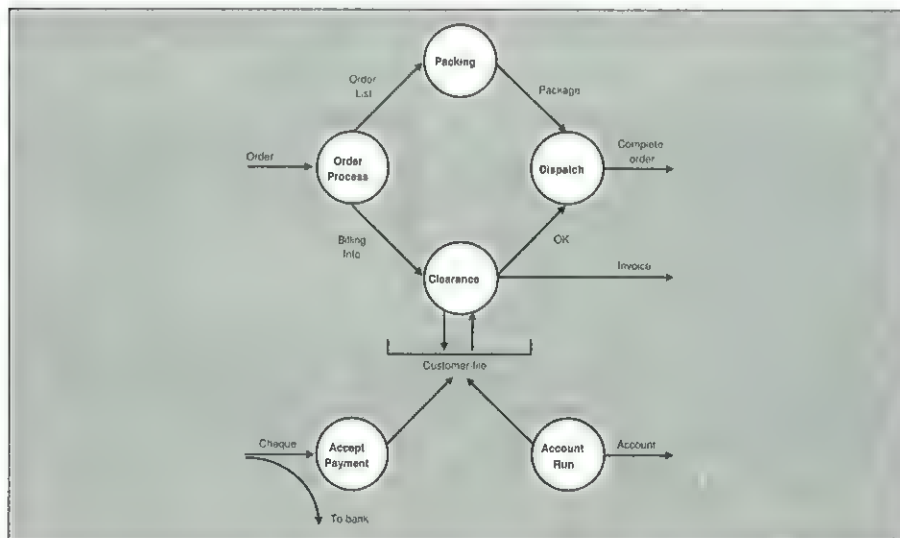 Packing
Order
List
Package
Order
Order
Process
Dispatch
Complete
order
Billing
Info
OK
Clearance
Invoice
Customer-file
Cheque
Accept
Payment
Account
Run
Account
To bank